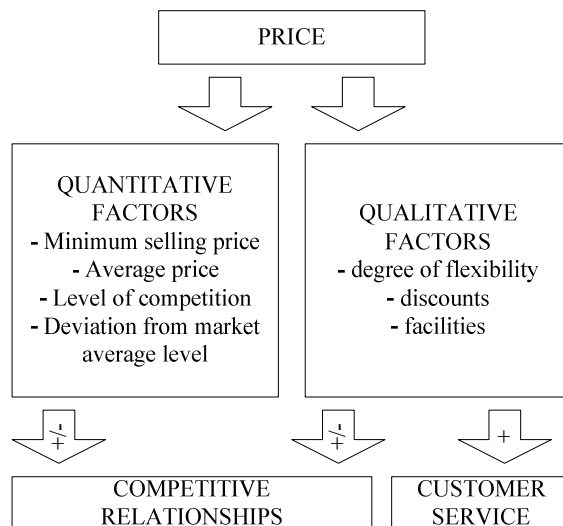 PRICE
QUANTITATIVE
FACTORS
- Minimum selling price
- Average price
- Level of competition
- Deviation from market
average level
QUALITATIVE
FACTORS
- degree of flexibility
- discounts
- facilities
+/-
+/-
+
COMPETITIVE
RELATIONSHIPS
CUSTOMER
SERVICE